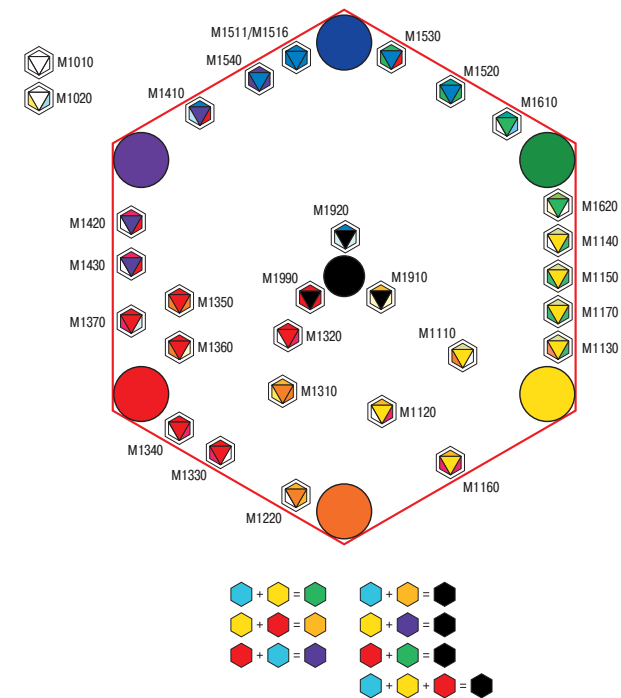 M1511/M1516
M1530
M1540
M1010
M1520
M1020
M1410
M1610
M1620
M1920
M1420
M1140
M1430
M1990
M1910
M1150
M1350
M1370
M1320
M1170
M1110
M1360
M1130
M1310
M1120
M1340
M1330
M1160
M1220
+ = + =
+ = + =
+ = + =
+ + =